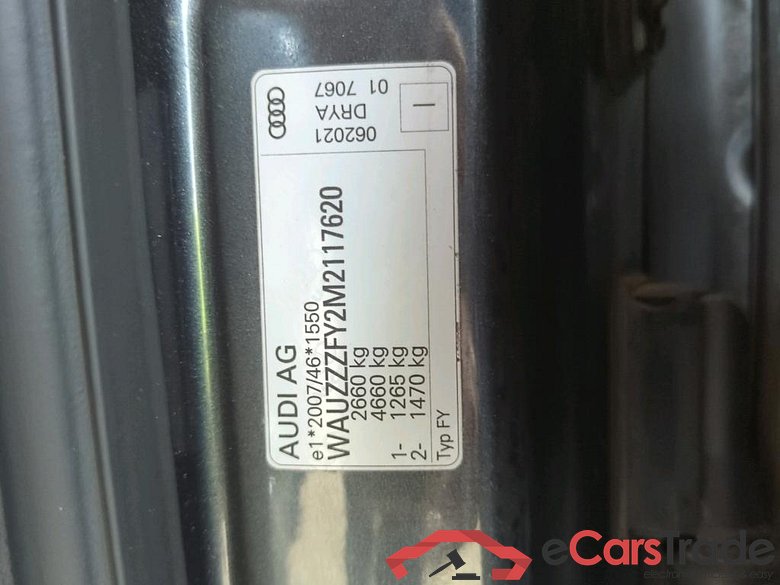 AUDI AG
e1*2007/46*1550
WAUZZZFY2M2117620
2660 kg
4660 kg
1- 1265 kg
2- 1470 kg
Typ FY
062021
DRYA
01 7067
I
eCarsTrade